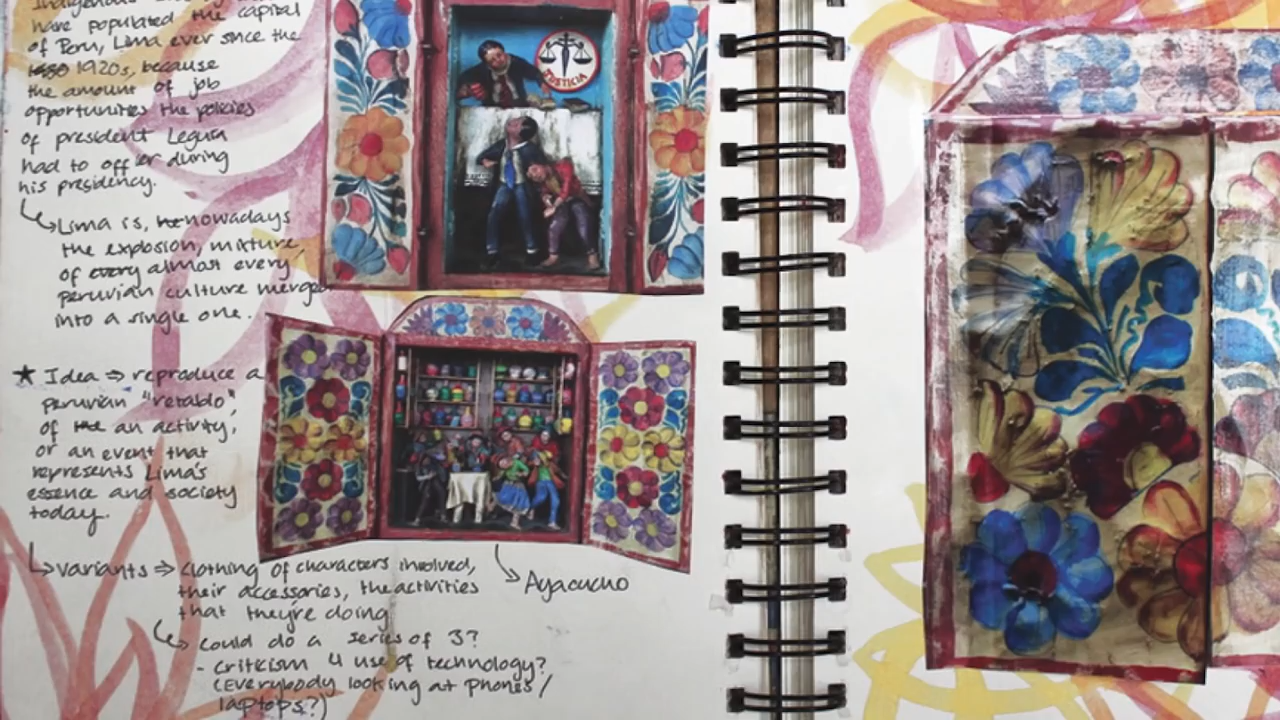 have populated the capital
of Peru, Lima ever since the
1920s, because
the amount of job
opportunities the policies
of president Leguia
had to offer during
his presidency.
Lima is, nowadays
the explosion, mixture,
of every almost every
peruvian culture merged
into a single one.
★ Idea ⇒ reproduce a
peruvian "retablo",
of the an activity,
or an event that
represents Lima's
essence and society
today.
variants ⇒ clothing of characters involved,
their accessories, the activities
that they're doing
could do a series of 3?
- criticism 4 use of technology?
(Everybody looking at phones/
laptops?)
JUSTICIA
Ayacucho